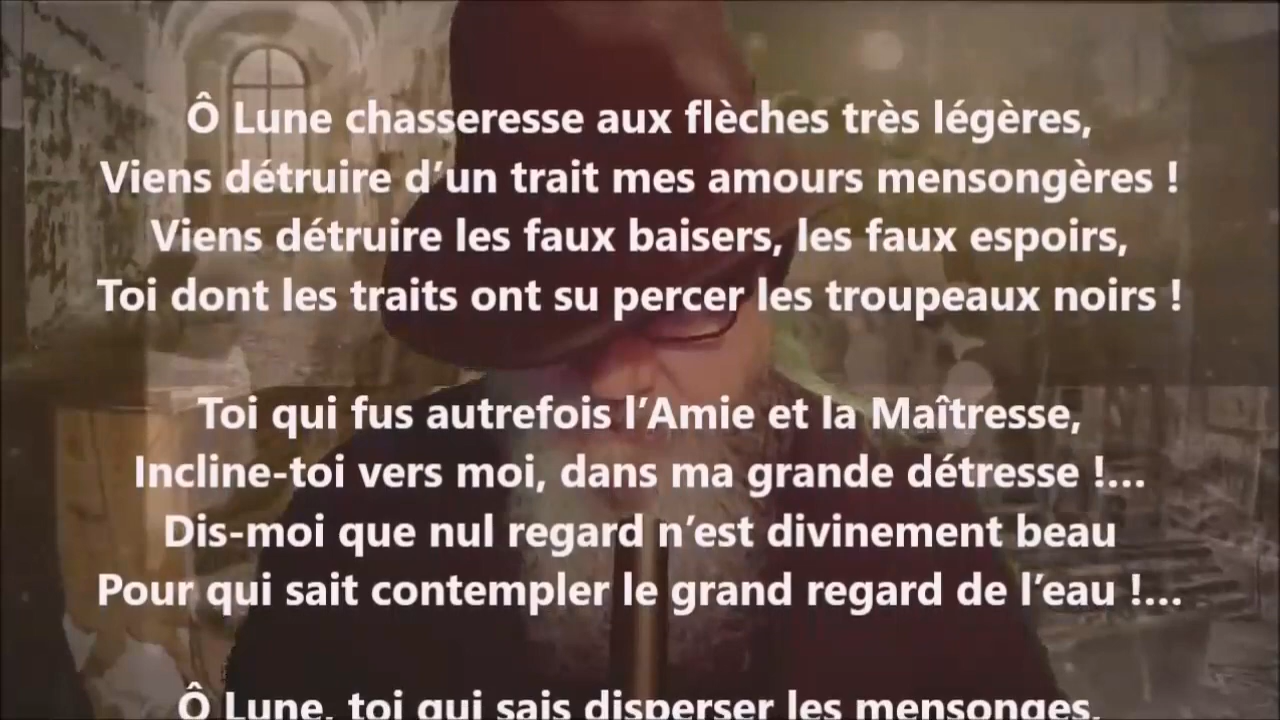 Ô Lune chasseresse aux flèches très légères,
Viens détruire d’un trait mes amours mensongères !
Viens détruire les faux baisers, les faux espoirs,
Toi dont les traits ont su percer les troupeaux noirs !
Toi qui fus autrefois l’Amie et la Maîtresse,
Incline-toi vers moi, dans ma grande détresse !...
Dis-moi que nul regard n’est divinement beau
Pour qui sait contempler le grand regard de l’eau !...
Ô Lune, toi qui sais disperser les mensonges,